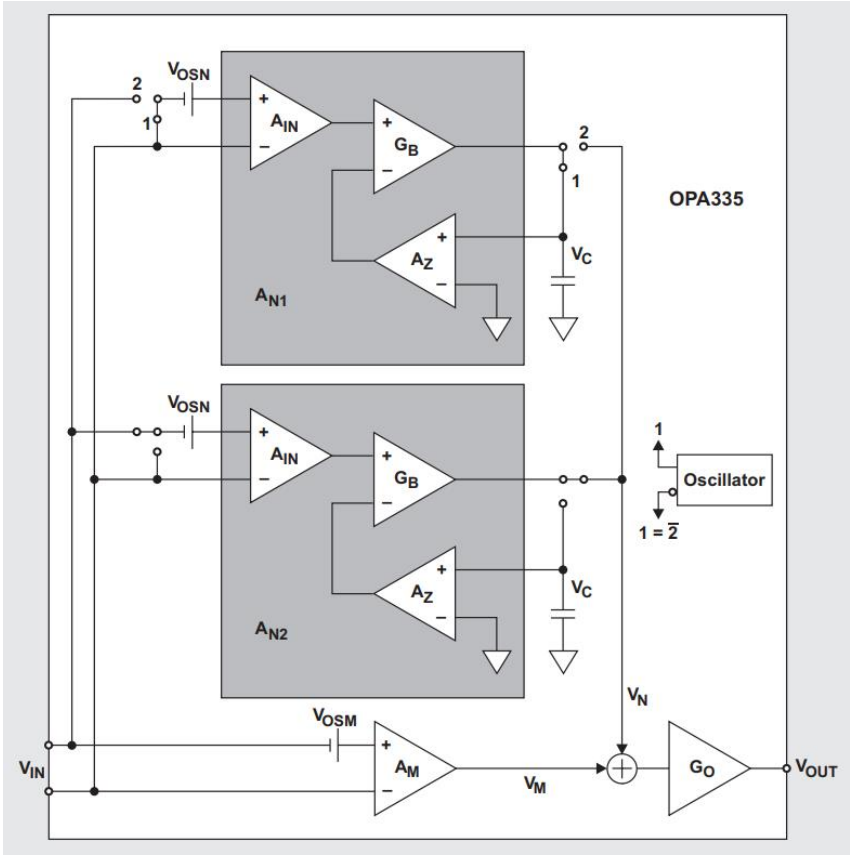 2
VOSN
1
+
−
AIN
+
−
GB
2
1
OPA335
+
−
AZ
VC
AN1
VOSN
+
−
AIN
+
−
GB
1
Oscillator
1 = 2̅
+
−
AZ
VC
AN2
VN
VOSM
+
−
AM
VIN
VM
+
GO
VOUT